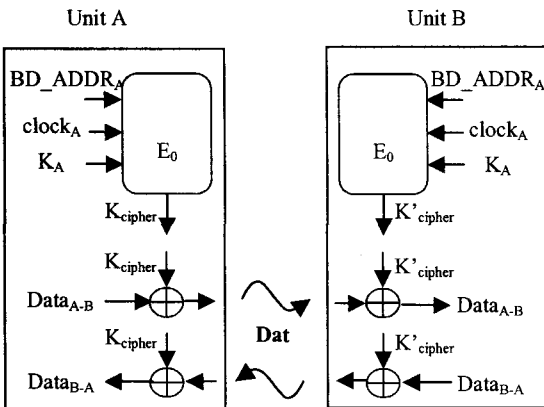 Unit A Unit B
BD_ADDR_A BD_ADDR_A
clock_A clock_A
E_0 E_0
K_A K_A
K_cipher K'_cipher
K_cipher K'_cipher
Data_A-B Data_A-B
K_cipher Dat K'_cipher
Data_B-A Data_B-A